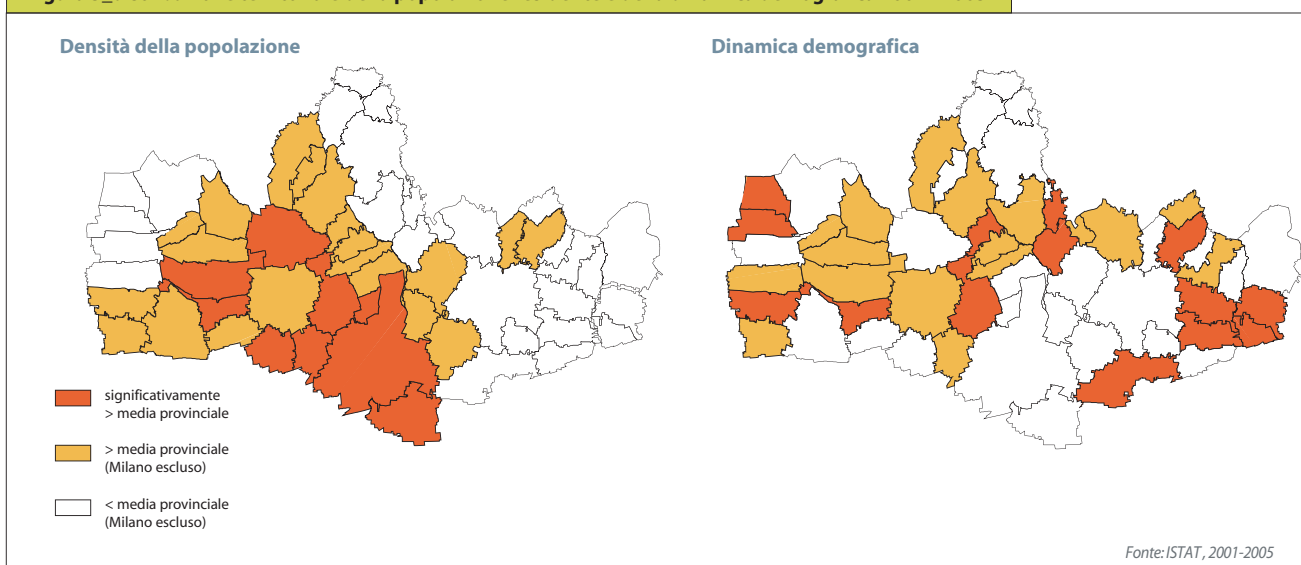 Densità della popolazione
Dinamica demografica
significativamente
> media provinciale
> media provinciale
(Milano escluso)
< media provinciale
(Milano escluso)
Fonte: ISTAT, 2001-2005